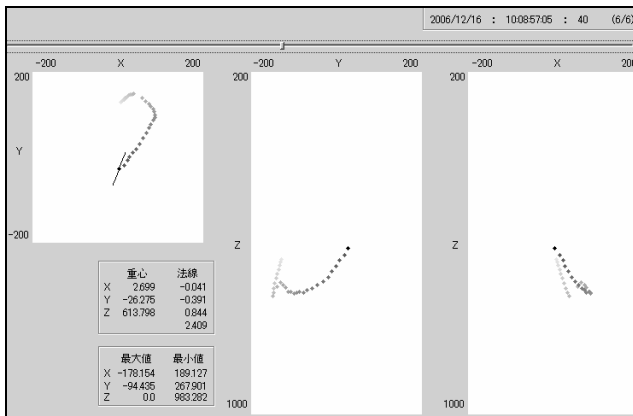 2006/12/16 : 10:08:57:05 : 40 (6/6)
-200 X 200
-200 Y 200
-200 X 200
200
Y
-200
200
Z
1000
200
Z
1000
重心 法線
X 2.699 -0.041
Y -26.275 -0.391
Z 613.798 0.844
2.409
最大値 最小値
X -178.154 189.127
Y -94.435 267.901
Z 0.0 983.282